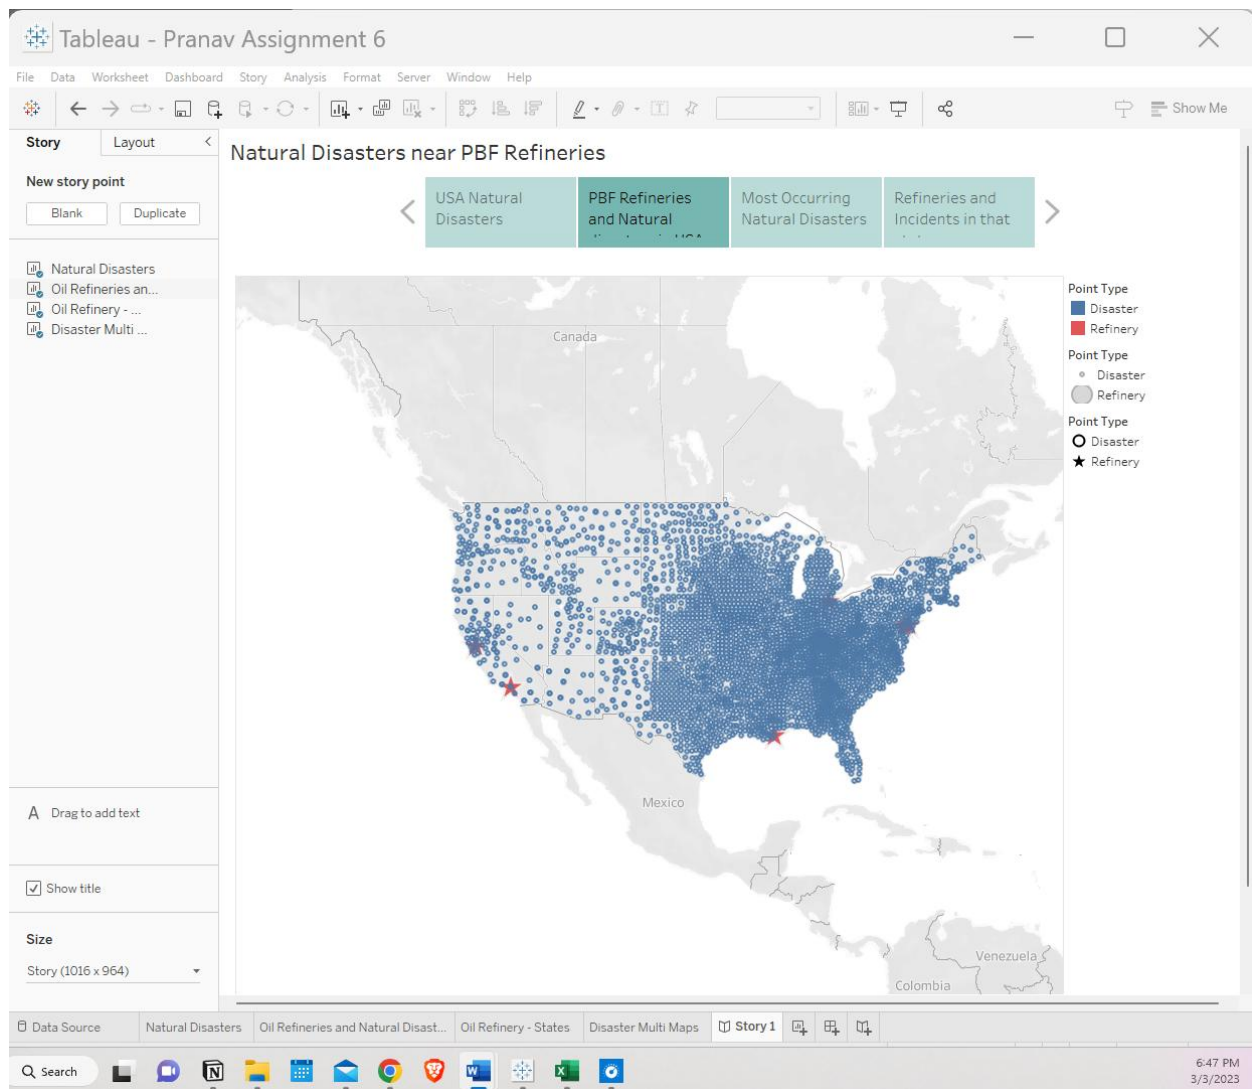 Tableau - Pranav Assignment 6
File Data Worksheet Dashboard Story Analysis Format Server Window Help
Show Me
Story Layout
New story point
Blank Duplicate
Natural Disasters
Oil Refineries an...
Oil Refinery - ...
Disaster Multi ...
Drag to add text
Show title
Size
Story (1016 x 964)
Natural Disasters near PBF Refineries
USA Natural
Disasters
PBF Refineries
and Natural
Most Occurring
Natural Disasters
Refineries and
Incidents in that
Canada
Mexico
Venezuela
Colombia
Point Type
Disaster
Refinery
Point Type
Disaster
Refinery
Point Type
Disaster
Refinery
Data Source Natural Disasters Oil Refineries and Natural Disast... Oil Refinery - States Disaster Multi Maps Story 1
Search
6:47 PM
3/3/2023